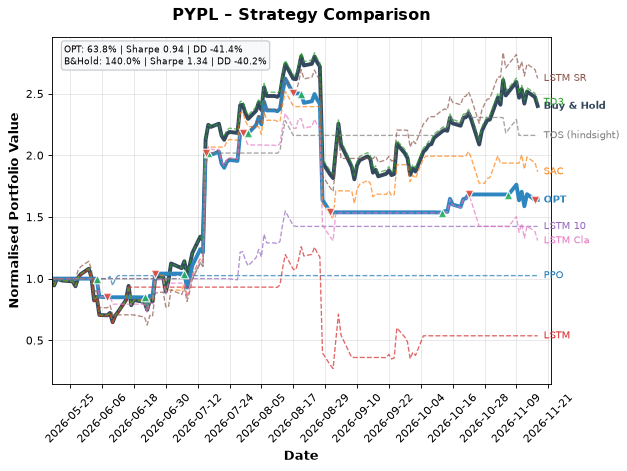 PYPL – Strategy Comparison
OPT: 63.8% | Sharpe 0.94 | DD -41.4%
B&Hold: 140.0% | Sharpe 1.34 | DD -40.2%
Normalised Portfolio Value
2.5
2.0
1.5
1.0
0.5
LSTM SR
TD3
Buy & Hold
TOS (hindsight)
SAC
OPT
LSTM 10
LSTM Cla
PPO
LSTM
2026-05-25
2026-06-06
2026-06-18
2026-06-30
2026-07-12
2026-07-24
2026-08-05
2026-08-17
2026-08-29
2026-09-10
2026-09-22
2026-10-04
2026-10-16
2026-10-28
2026-11-09
2026-11-21
Date